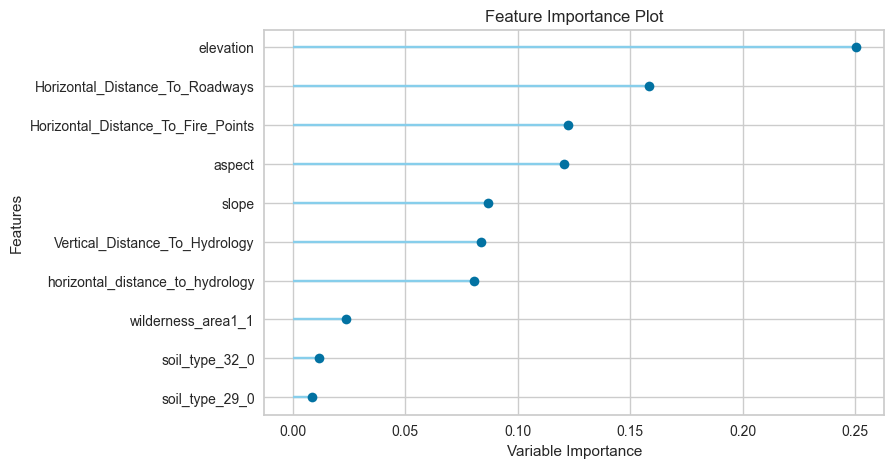 Feature Importance Plot
Features
elevation
Horizontal_Distance_To_Roadways
Horizontal_Distance_To_Fire_Points
aspect
slope
Vertical_Distance_To_Hydrology
horizontal_distance_to_hydrology
wilderness_area1_1
soil_type_32_0
soil_type_29_0
0.00 0.05 0.10 0.15 0.20 0.25
Variable Importance